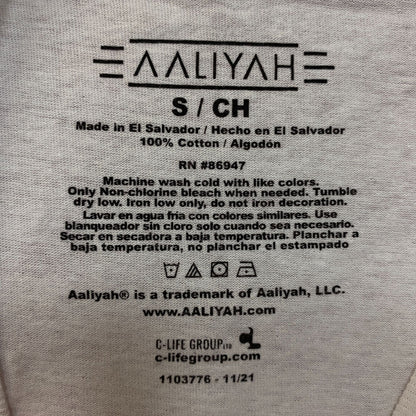 AALIYAH
S / CH
Made in El Salvador / Hecho en El Salvador
100% Cotton / Algodón
RN #86947
Machine wash cold with like colors.
Only Non-chlorine bleach when needed. Tumble
dry low. Iron low only, do not iron decoration.
Lavar en agua fría con colores similares. Use
blanqueador sin cloro solo cuando sea necesario.
Secar en secadora a baja temperatura. Planchar a
baja temperatura, no planchar el estampado
Aaliyah® is a trademark of Aaliyah, LLC.
www.AALIYAH.com
C-LIFE GROUP LTD
c-lifegroup.com
1103776 - 11/21